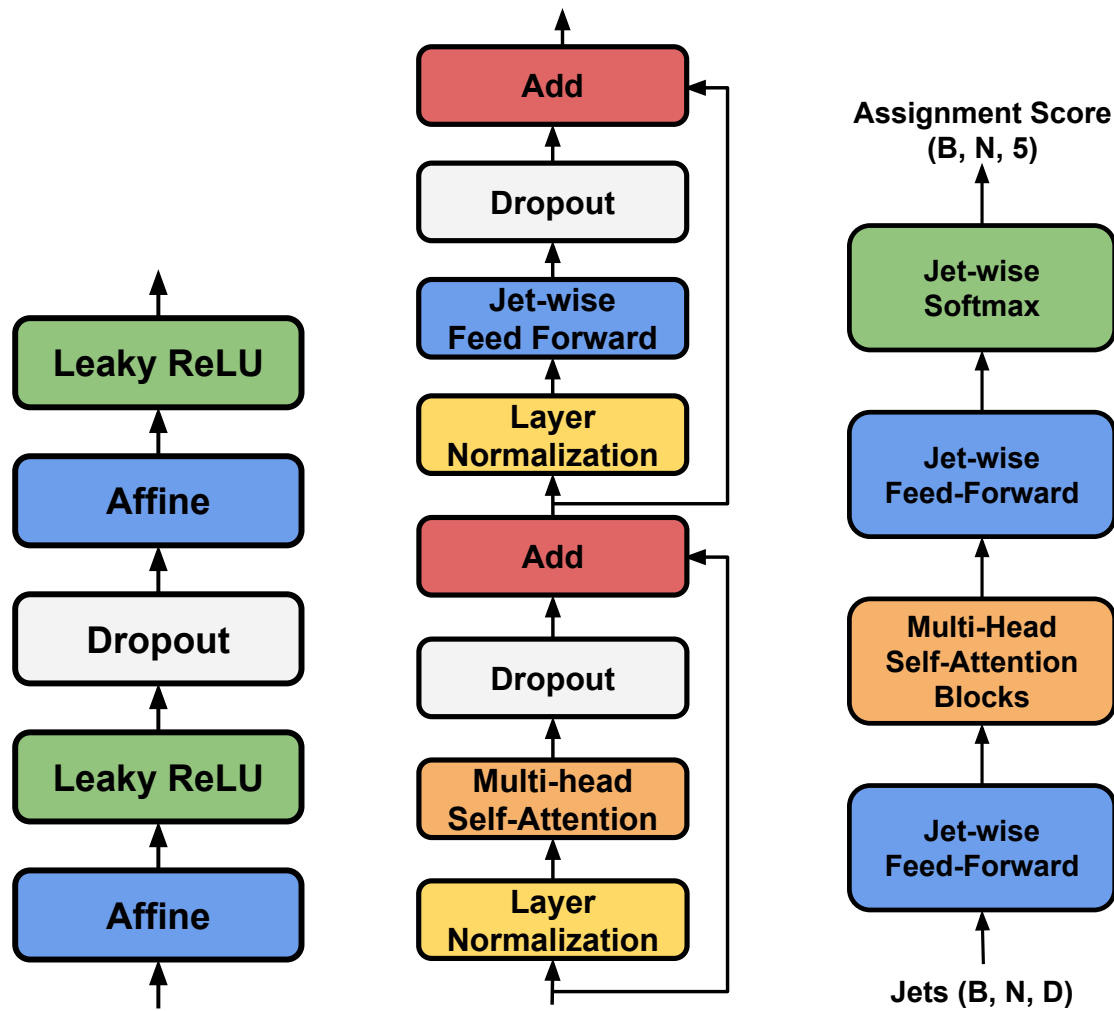 Leaky ReLU
Affine
Dropout
Leaky ReLU
Affine
Add
Dropout
Jet-wise
Feed Forward
Layer
Normalization
Add
Dropout
Multi-head
Self-Attention
Layer
Normalization
Assignment Score
(B, N, 5)
Jet-wise
Softmax
Jet-wise
Feed-Forward
Multi-Head
Self-Attention
Blocks
Jet-wise
Feed-Forward
Jets (B, N, D)